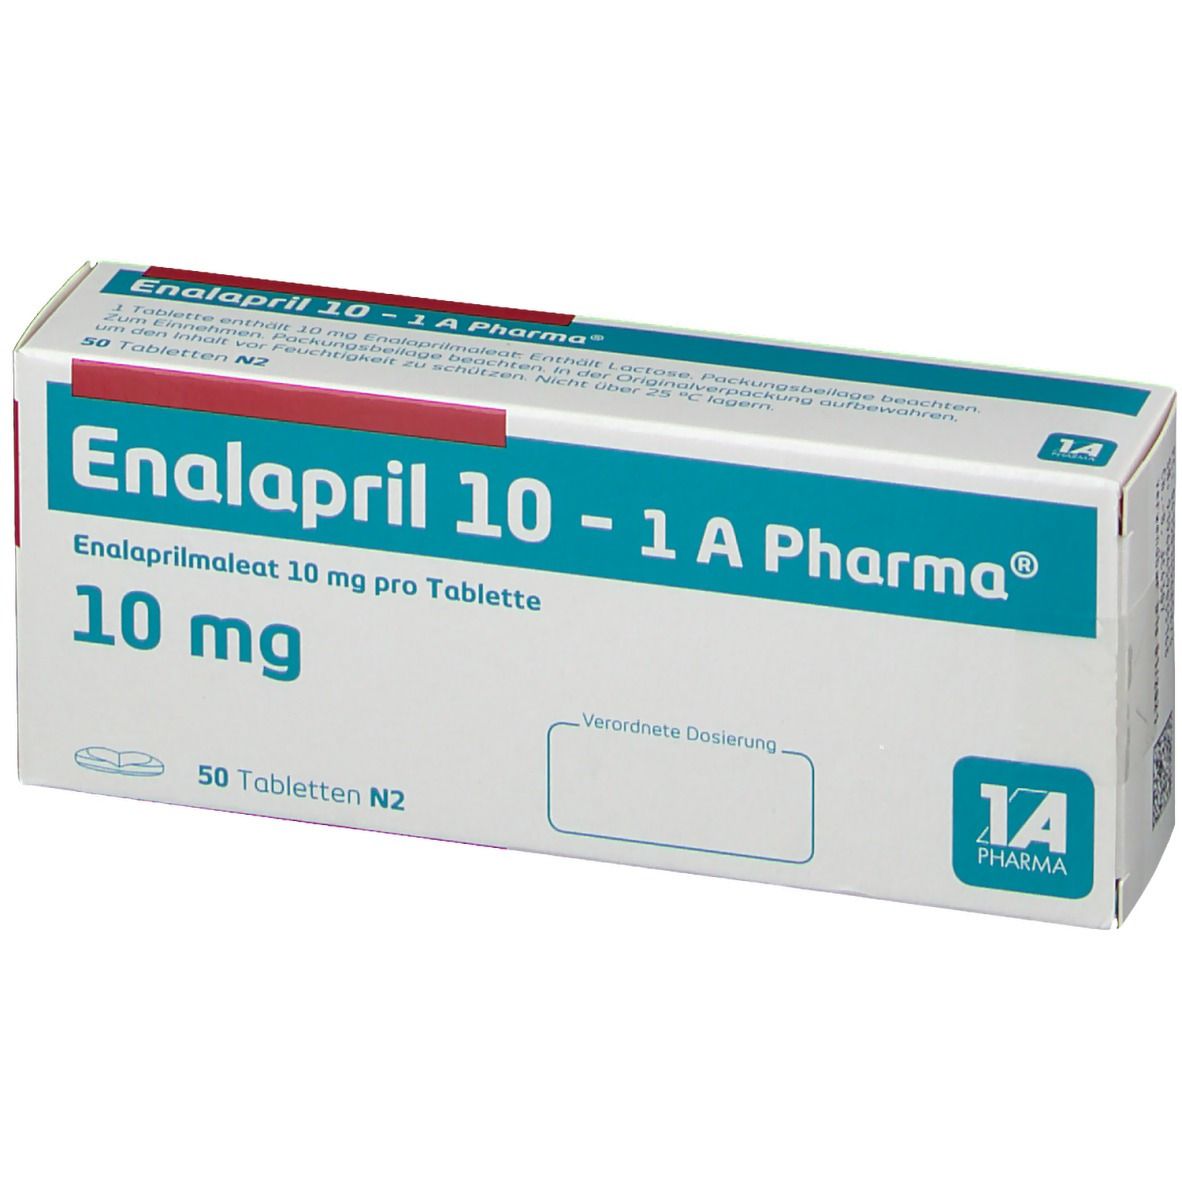 Enalapril 10 – 1 A Pharma®
1 Tablette enthält 10 mg Enalaprilmaleat. Enthält Lactose. Packungsbeilage beachten.
Zum Einnehmen. Packungsbeilage beachten. In der Originalverpackung aufbewahren,
um den Inhalt vor Feuchtigkeit zu schützen. Nicht über 25 °C lagern.
50 Tabletten N2
1A
PHARMA
Enalapril 10 – 1 A Pharma®
Enalaprilmaleat 10 mg pro Tablette
10 mg
Verordnete Dosierung
50 Tabletten N2
1A
PHARMA